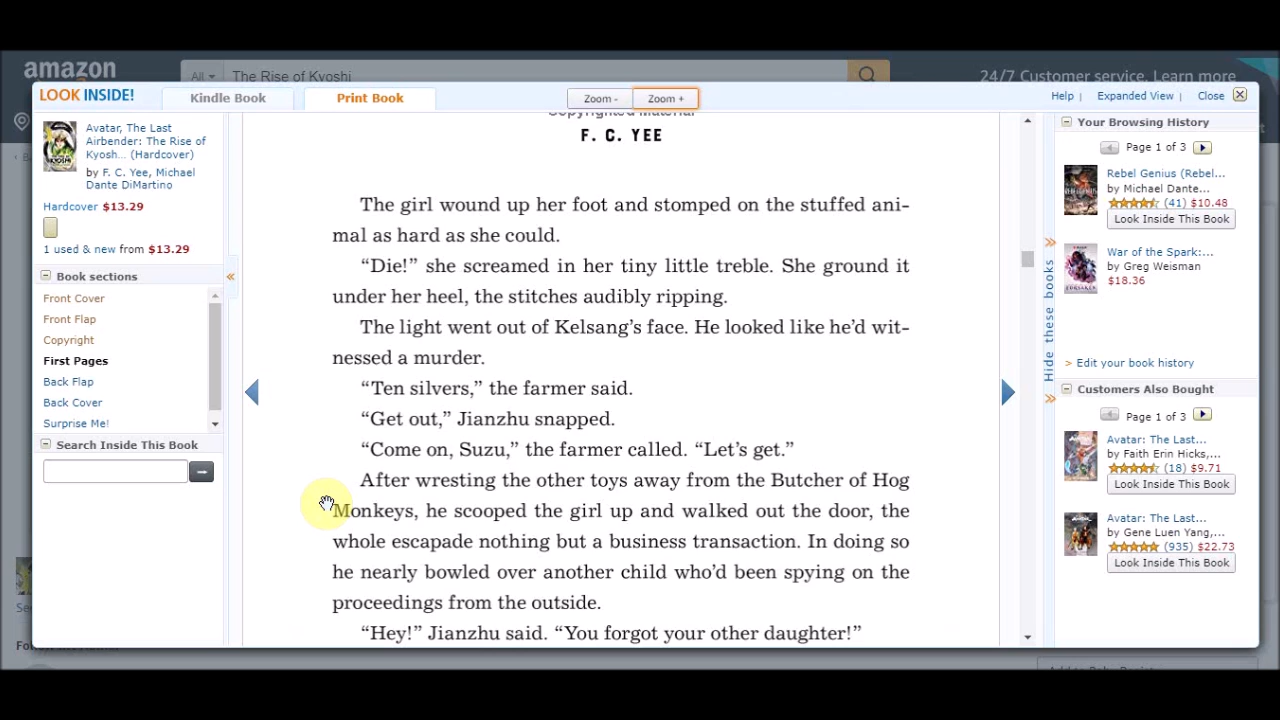 amazon
All
The Rise of Kyoshi
24/7 Customer service. Learn more
LOOK INSIDE!
Kindle Book
Print Book
Zoom -
Zoom +
Help |
Expanded View |
Close
Avatar, The Last
Airbender: The Rise of
Kyosh... (Hardcover)
by F. C. Yee, Michael
Dante DiMartino
Hardcover $13.29
1 used & new from $13.29
Book sections
Front Cover
Front Flap
Copyright
First Pages
Back Flap
Back Cover
Surprise Me!
Search Inside This Book
Copyrighted Material
F. C. YEE
The girl wound up her foot and stomped on the stuffed ani-
mal as hard as she could.
“Die!” she screamed in her tiny little treble. She ground it
under her heel, the stitches audibly ripping.
The light went out of Kelsang’s face. He looked like he’d wit-
nessed a murder.
“Ten silvers,” the farmer said.
“Get out,” Jianzhu snapped.
“Come on, Suzu,” the farmer called. “Let’s get.”
After wresting the other toys away from the Butcher of Hog
Monkeys, he scooped the girl up and walked out the door, the
whole escapade nothing but a business transaction. In doing so
he nearly bowled over another child who’d been spying on the
proceedings from the outside.
“Hey!” Jianzhu said. “You forgot your other daughter!”
Hide these books
Your Browsing History
Page 1 of 3
Rebel Genius (Rebel...
by Michael Dante...
(41) $10.48
Look Inside This Book
War of the Spark:...
by Greg Weisman
$18.36
> Edit your book history
Customers Also Bought
Page 1 of 3
Avatar: The Last...
by Faith Erin Hicks,...
(18) $9.71
Look Inside This Book
Avatar: The Last...
by Gene Luen Yang,...
(935) $22.73
Look Inside This Book